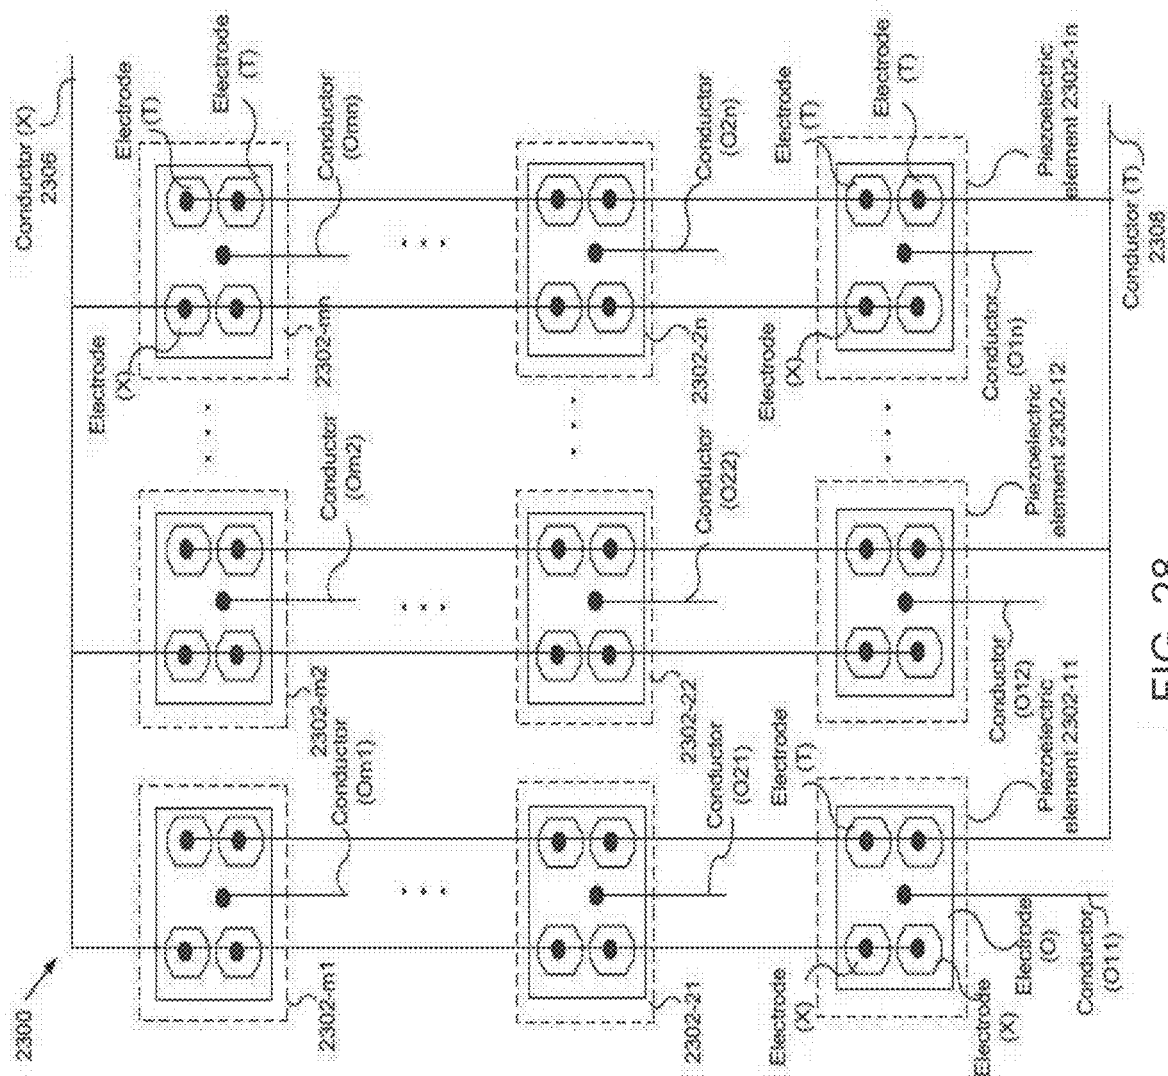 2300
Conductor (X)
2306
Electrode
(T)
Electrode
(T)
Electrode
(X)
Conductor
(Omn)
2302-mn
Conductor
(Om2)
2302-m2
Conductor
(Om1)
2302-m1
Conductor
(O2n)
2302-2n
Conductor
(O22)
2302-22
Conductor
(O21)
2302-21
Electrode
(T)
Electrode
(T)
Electrode
(X)
Conductor
(O1n)
Piezoelectric
element 2302-1n
Conductor
(O12)
Piezoelectric
element 2302-12
Electrode
(T)
Electrode
(X)
Electrode
(X)
Electrode
(O)
Conductor
(O11)
Piezoelectric
element 2302-11
Conductor (T)
2308
FIG. 28